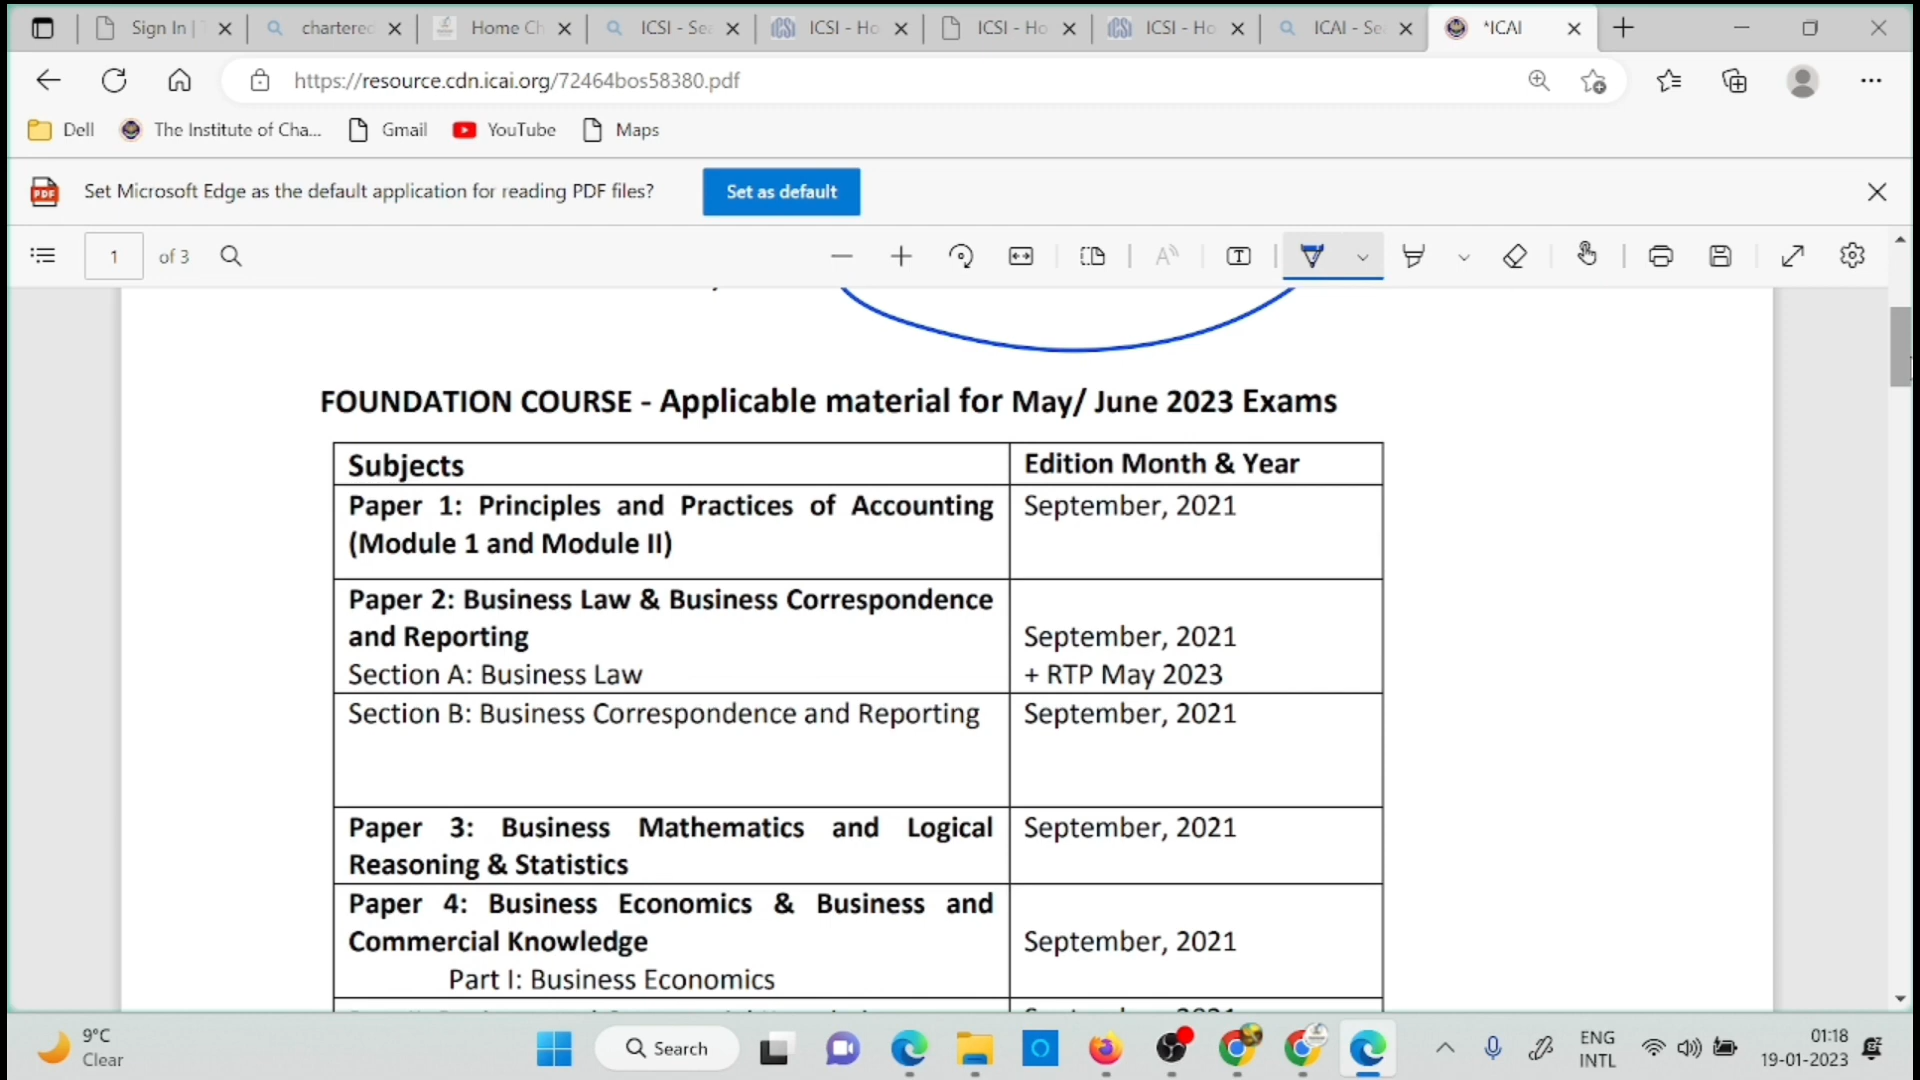 Sign In |
chartered
Home Ch
ICSI - Se
ICSI - Ho
ICSI - Ho
ICSI - Ho
ICAI - Se
*ICAI
https://resource.cdn.icai.org/72464bos58380.pdf
Dell
The Institute of Cha...
Gmail
YouTube
Maps
PDF
Set Microsoft Edge as the default application for reading PDF files?
Set as default
1
of 3
FOUNDATION COURSE - Applicable material for May/ June 2023 Exams
Subjects
Edition Month & Year
Paper 1: Principles and Practices of Accounting
(Module 1 and Module II)
September, 2021
Paper 2: Business Law & Business Correspondence
and Reporting
Section A: Business Law
September, 2021
+ RTP May 2023
Section B: Business Correspondence and Reporting
September, 2021
Paper 3: Business Mathematics and Logical
Reasoning & Statistics
September, 2021
Paper 4: Business Economics & Business and
Commercial Knowledge
Part I: Business Economics
September, 2021
9°C
Clear
Search
ENG
INTL
01:18
19-01-2023